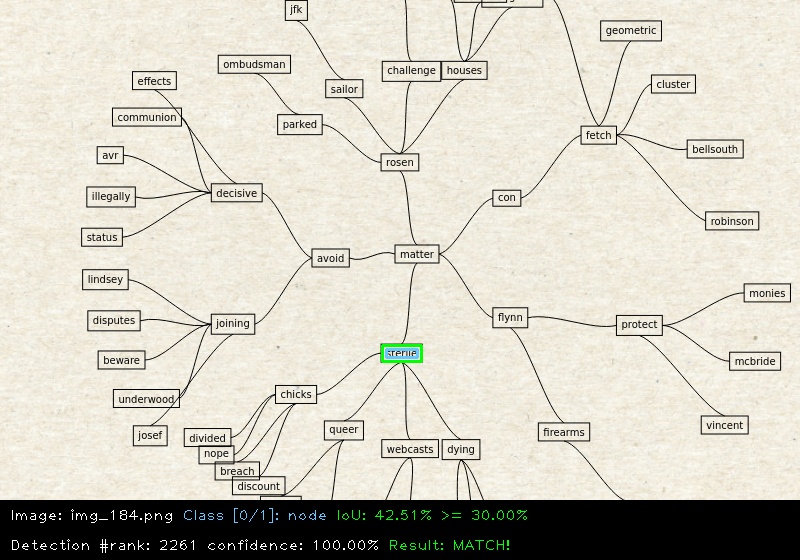 jfk
geometric
ombudsman
challenge
houses
effects
sailor
cluster
communion
parked
fetch
bellsouth
avr
rosen
illegally
decisive
con
robinson
status
avoid
matter
lindsey
monies
disputes
joining
flynn
protect
beware
sterile
mcbride
underwood
chicks
josef
divided
queer
firearms
vincent
nope
webcasts
dying
breach
discount
Image: img_184.png Class [0/1]: node IoU: 42.51% >= 30.00%
Detection #rank: 2261 confidence: 100.00% Result: MATCH!